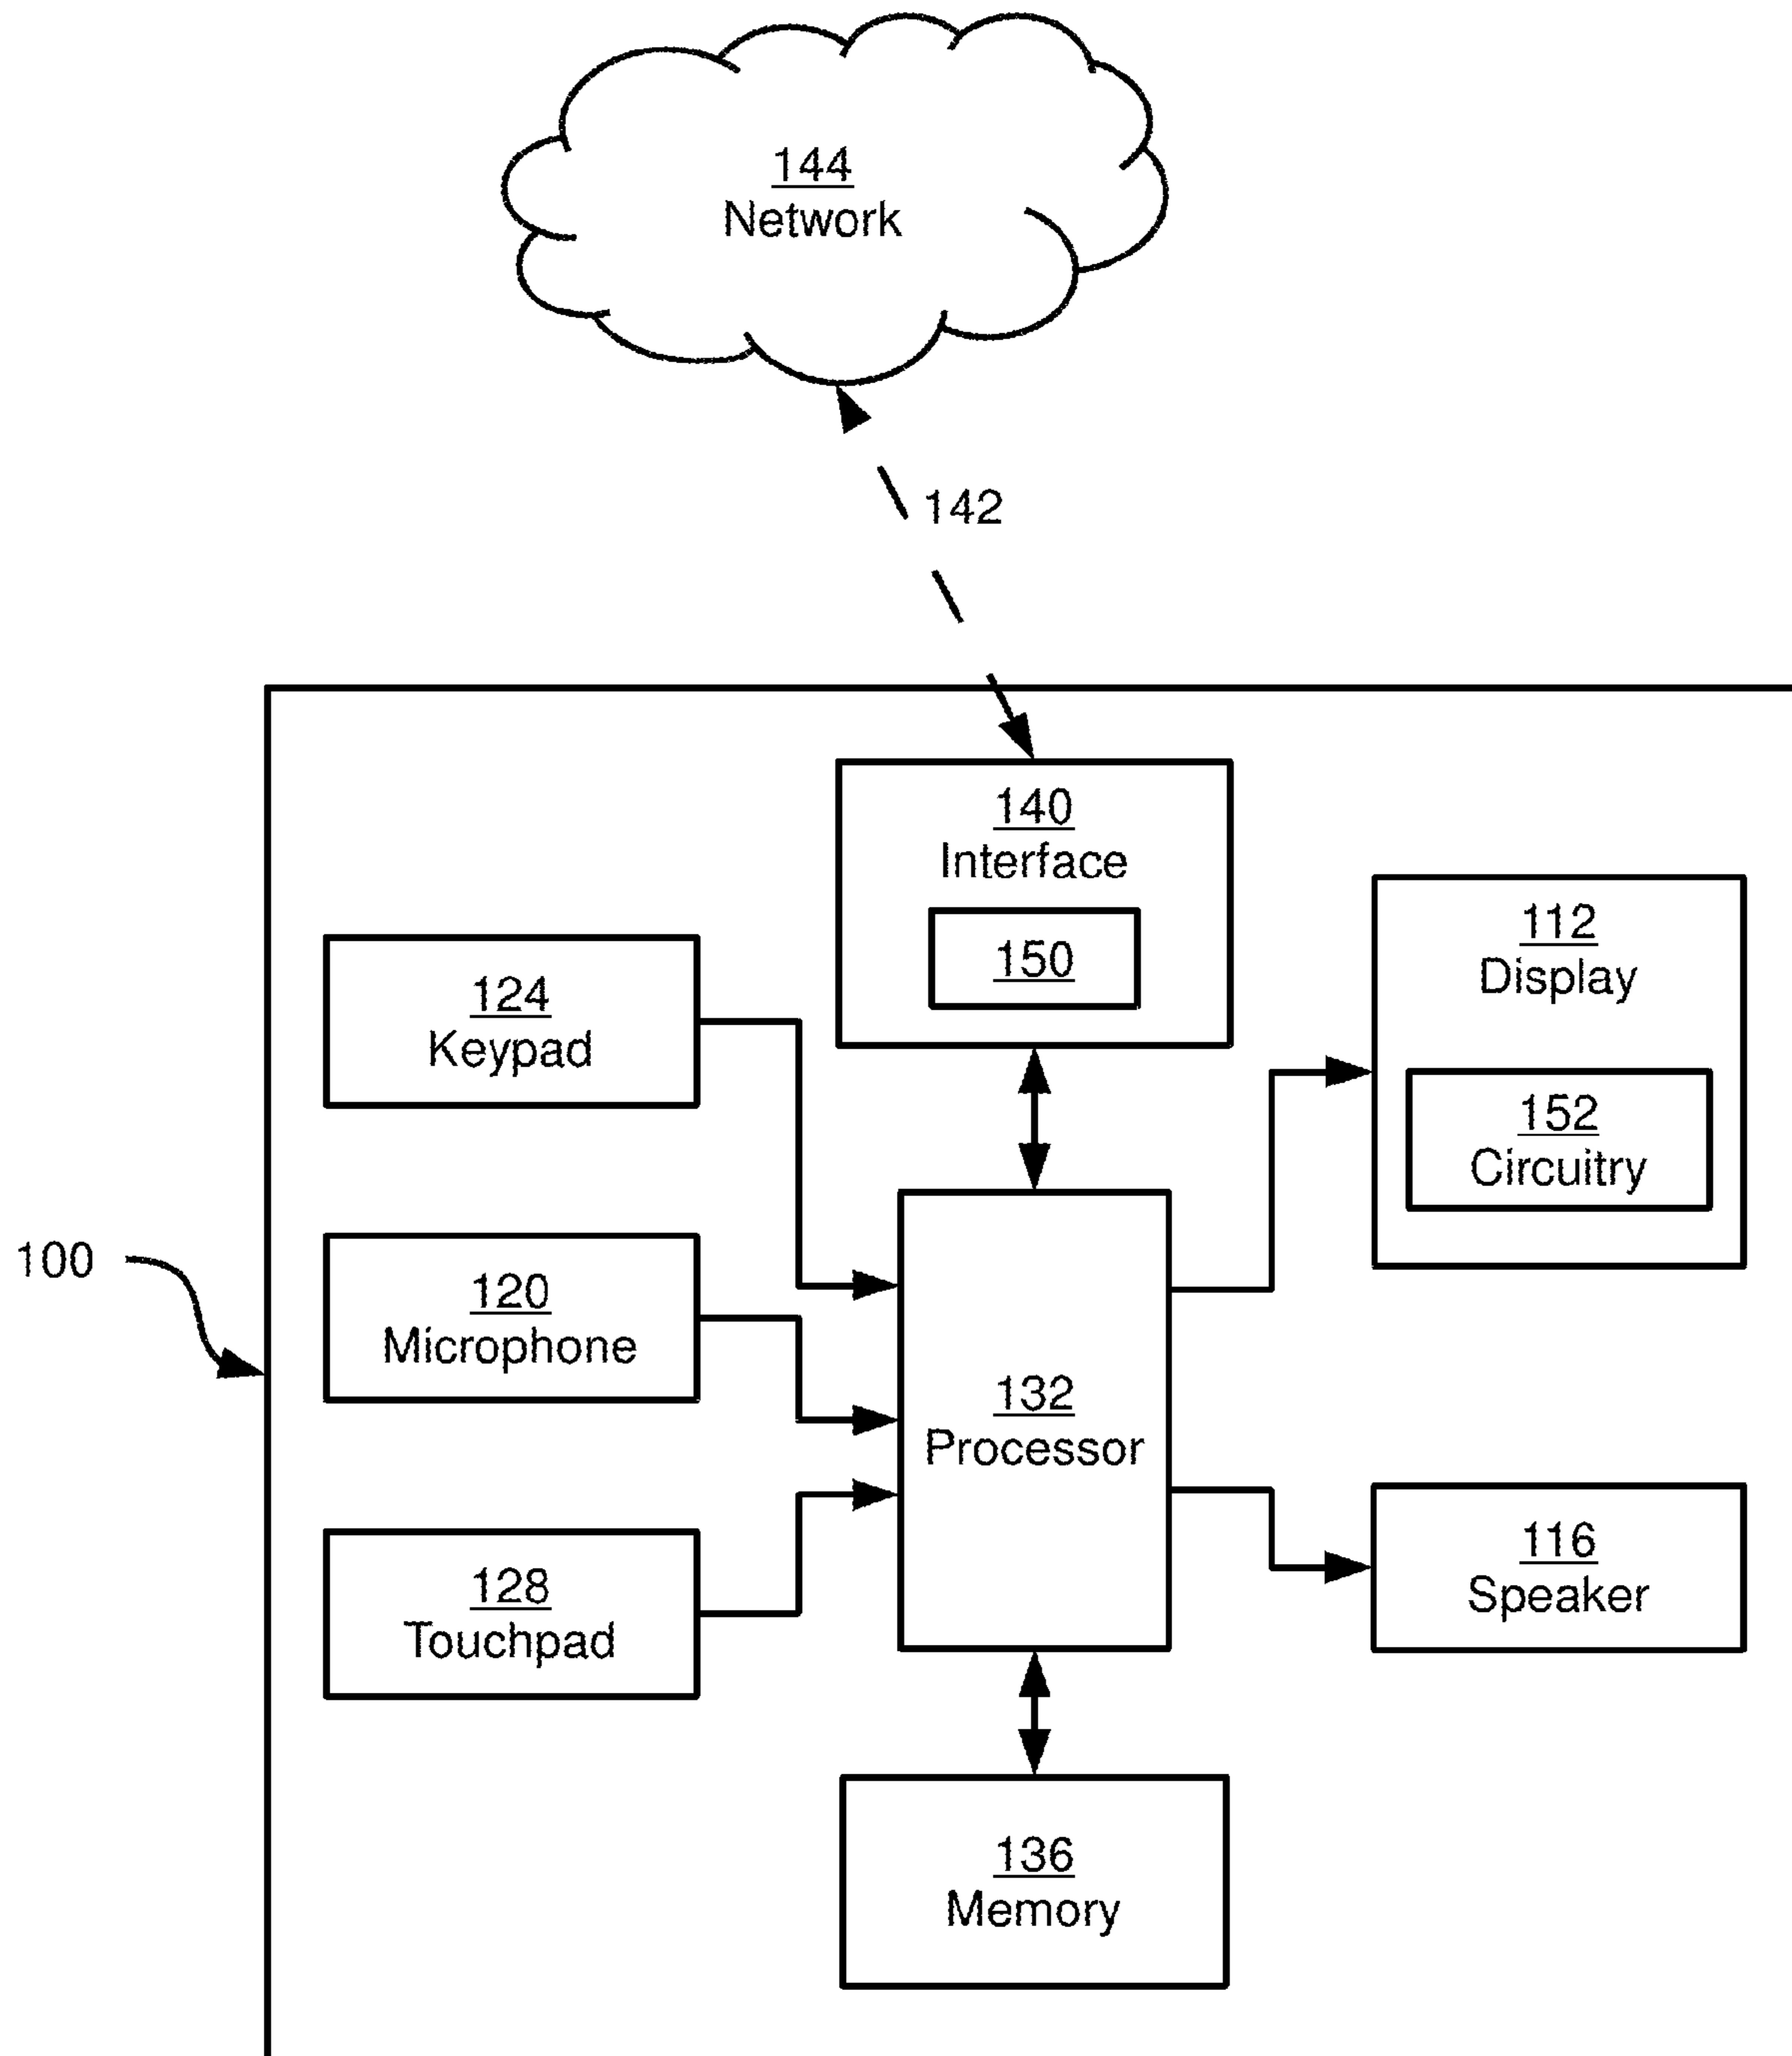 144
Network
142
140
Interface
150
112
Display
152
Circuitry
124
Keypad
100
120
Microphone
132
Processor
128
Touchpad
116
Speaker
136
Memory